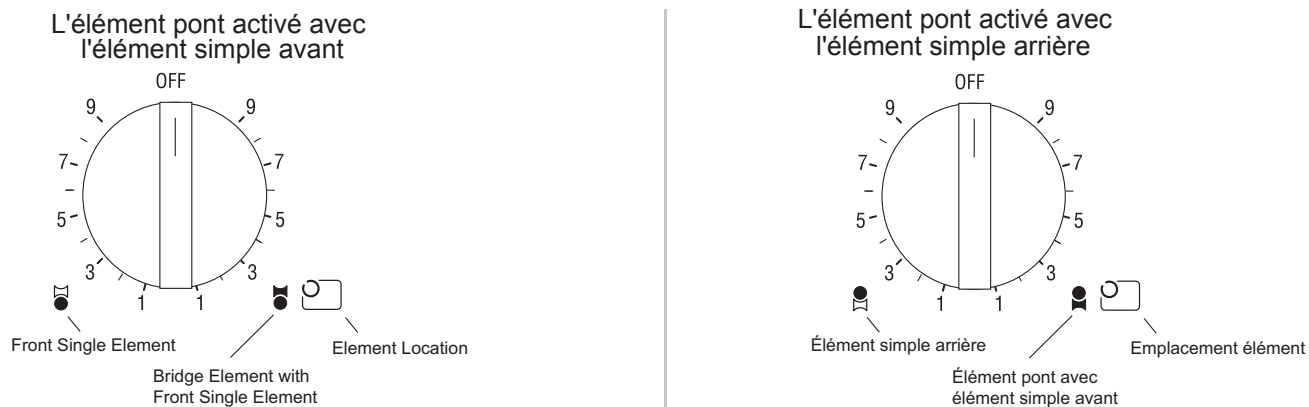 L'élément pont activé avec
l'élément simple avant
OFF
9
9
7
7
5
5
3
3
1
1
Front Single Element
Element Location
Bridge Element with
Front Single Element
L'élément pont activé avec
l'élément simple arrière
OFF
9
9
7
7
5
5
3
3
1
1
Élément simple arrière
Emplacement élément
Élément pont avec
élément simple avant